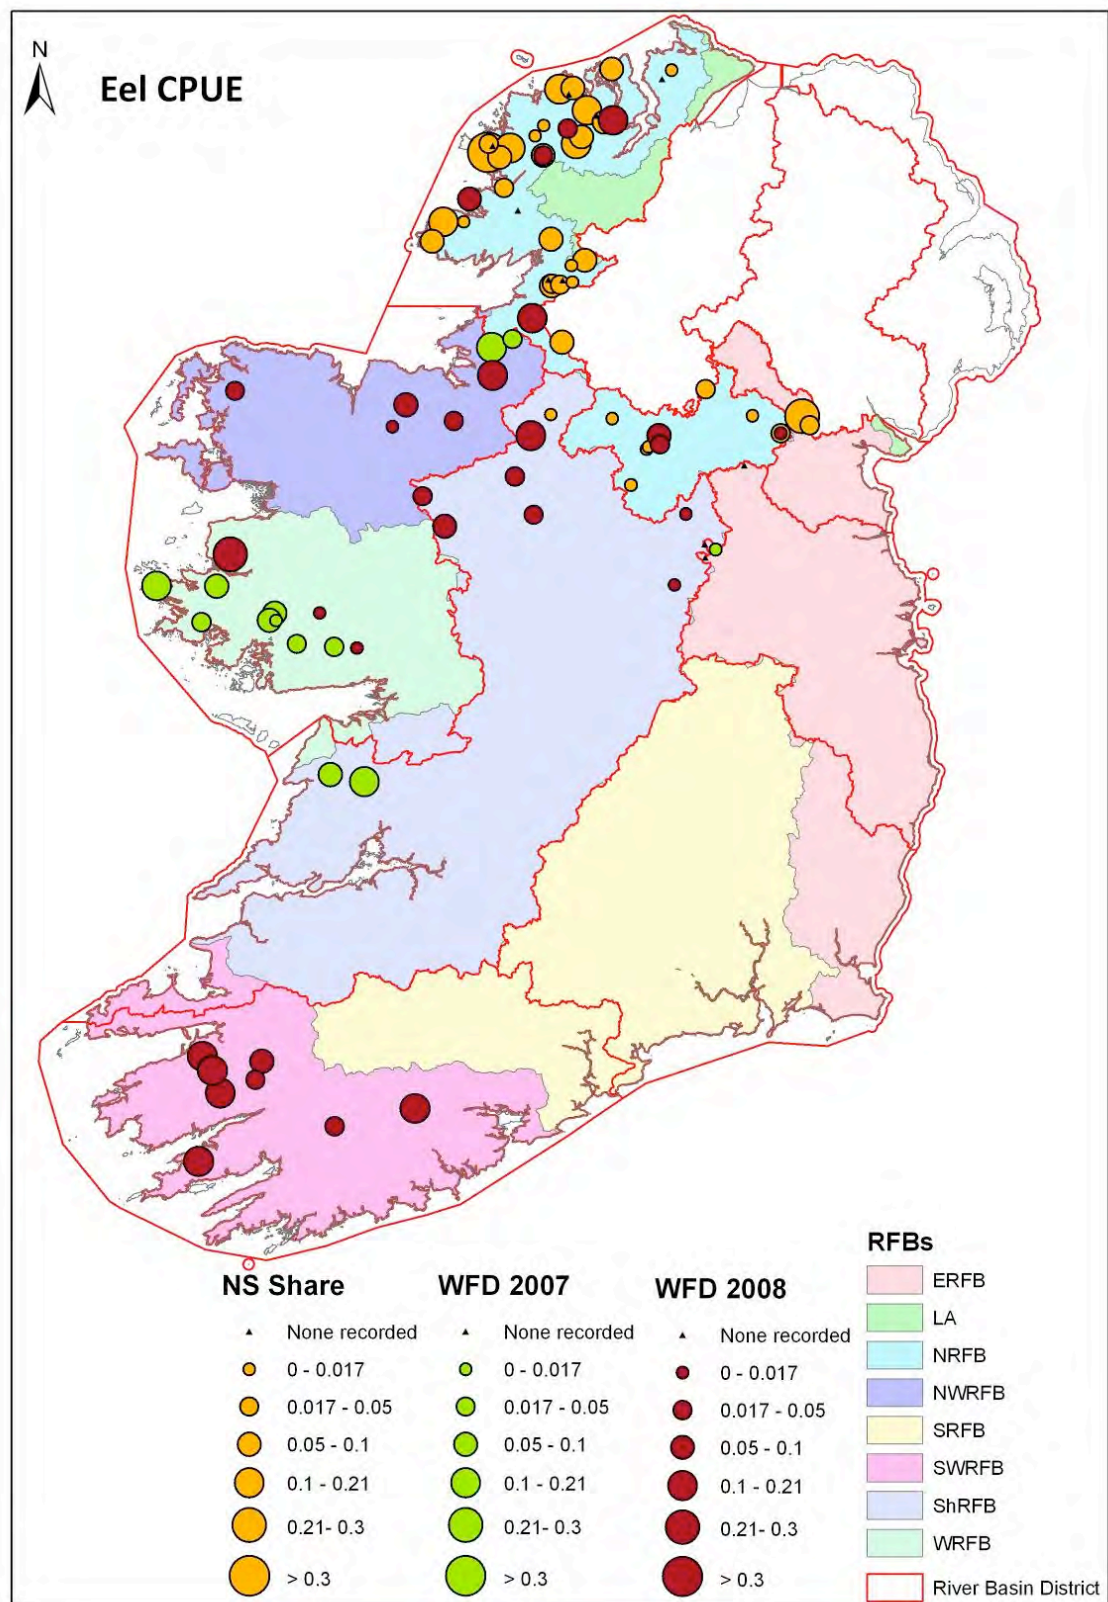 N
Eel CPUE
NS Share
None recorded
0 - 0.017
0.017 - 0.05
0.05 - 0.1
0.1 - 0.21
0.21- 0.3
> 0.3
WFD 2007
None recorded
0 - 0.017
0.017 - 0.05
0.05 - 0.1
0.1 - 0.21
0.21- 0.3
> 0.3
WFD 2008
None recorded
0 - 0.017
0.017 - 0.05
0.05 - 0.1
0.1 - 0.21
0.21- 0.3
> 0.3
RFBs
ERFB
LA
NRFB
NWRFB
SRFB
SWRFB
ShRFB
WRFB
River Basin District